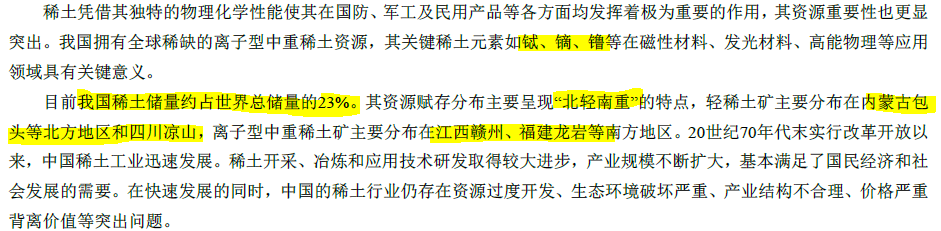 稀土凭借其独特的物理化学性能使其在国防、军工及民用产品等各方面均发挥着极为重要的作用，其资源重要性也更显
突出。我国拥有全球稀缺的离子型中重稀土资源，其关键稀土元素如铽、镝、镥等在磁性材料、发光材料、高能物理等应用
领域具有关键意义。
目前我国稀土储量约占世界总储量的23%。其资源赋存分布主要呈现“北轻南重”的特点，轻稀土矿主要分布在内蒙古包
头等北方地区和四川凉山，离子型中重稀土矿主要分布在江西赣州、福建龙岩等南方地区。20世纪70年代末实行改革开放以
来，中国稀土工业迅速发展。稀土开采、冶炼和应用技术研发取得较大进步，产业规模不断扩大，基本满足了国民经济和社
会发展的需要。在快速发展的同时，中国的稀土行业仍存在资源过度开发、生态环境破坏严重、产业结构不合理、价格严重
背离价值等突出问题。